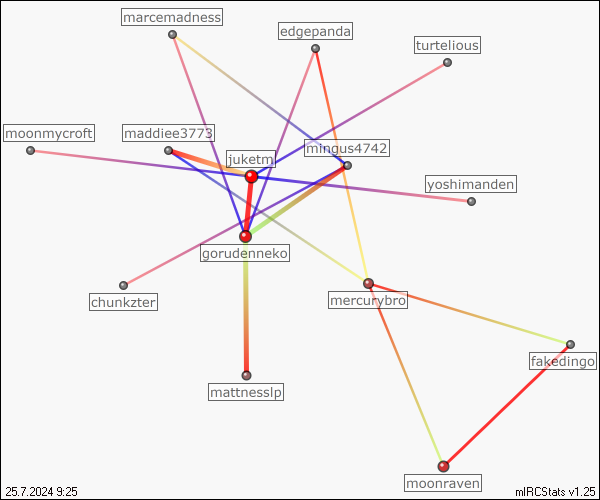 marcemadness
edgepanda
turtelious
moonmycroft
maddiee3773
mingus4742
juketm
yoshimanden
gorudenneko
chunkzter
mercurybro
fakedingo
mattnesslp
moonraven
25.7.2024 9:25
mIRCStats v1.25